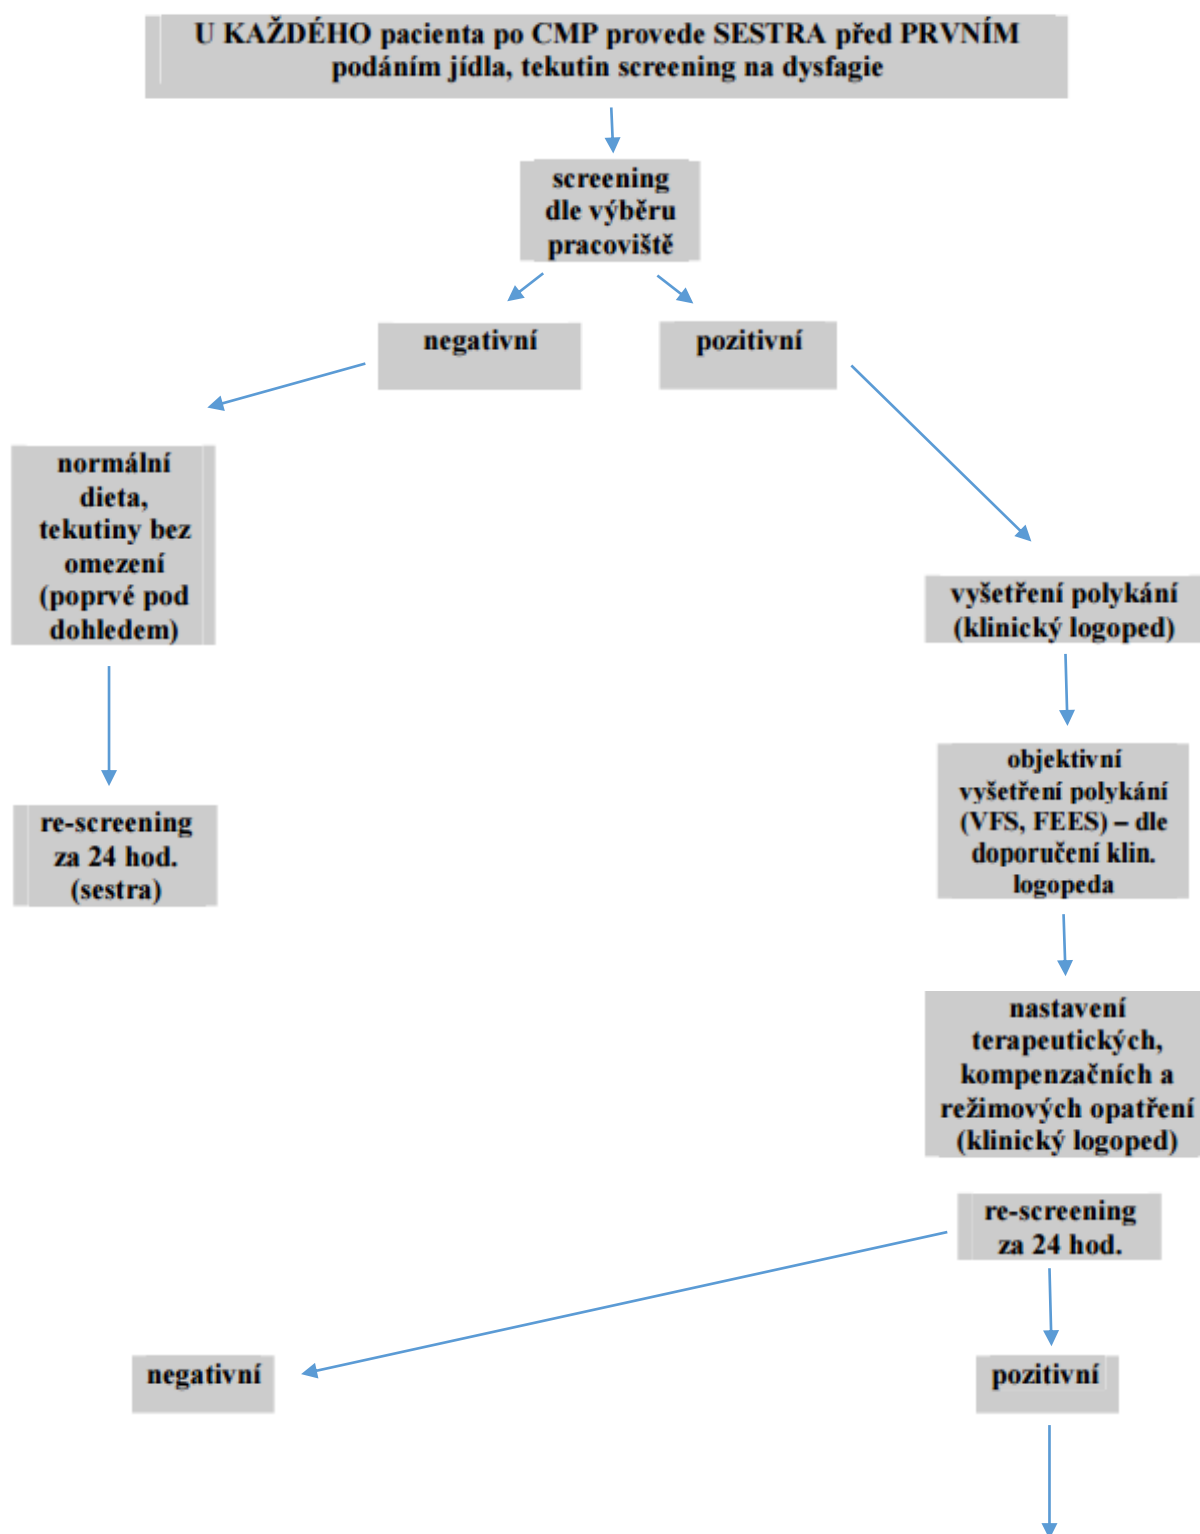 U KAŽDÉHO pacienta po CMP provede SESTRA před PRVNÍM
podáním jídla, tekutin screening na dysfagie
screening
dle výběru
pracoviště
negativní
pozitivní
normální
dieta,
tekutiny bez
omezení
(poprvé pod
dohledem)
re-screening
za 24 hod.
(sestra)
vyšetření polykání
(klinický logoped)
objektivní
vyšetření polykání
(VFS, FEES) – dle
doporučení klin.
logopeda
nastavení
terapeutických,
kompenzačních a
režimových opatření
(klinický logoped)
re-screening
za 24 hod.
negativní
pozitivní